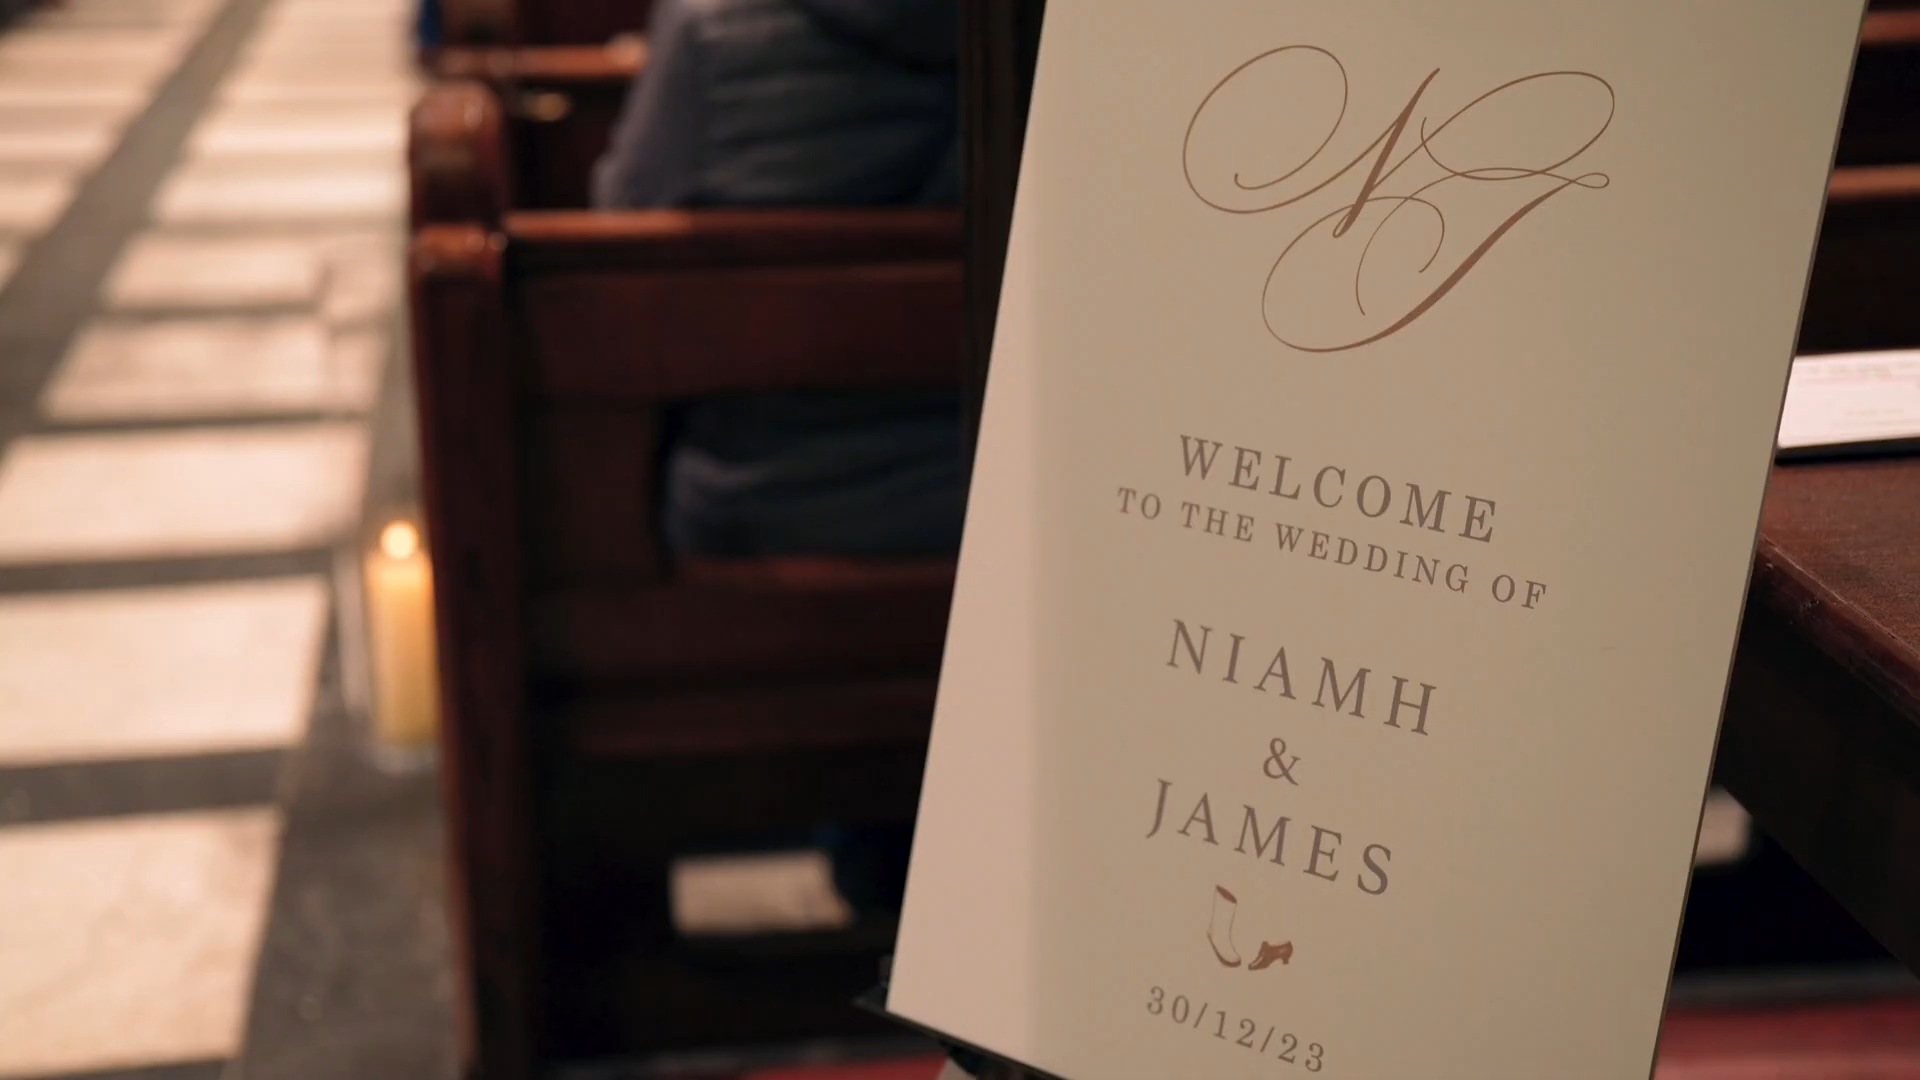 NJ
WELCOME
TO THE WEDDING OF
NIAMH
&
JAMES
30/12/23